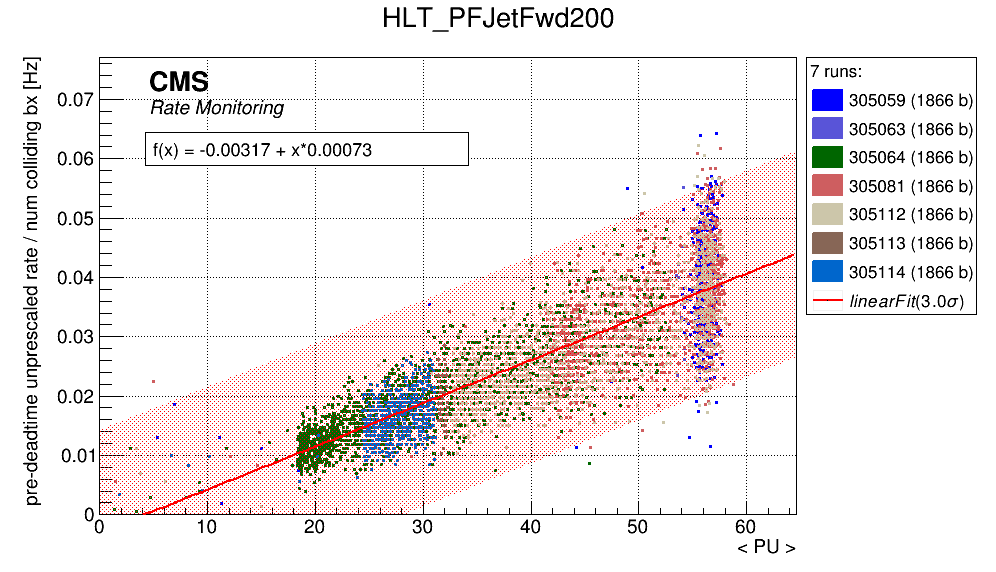 HLT_PFJetFwd200
pre-deadtime unprescaled rate / num colliding bx [Hz]
CMS
Rate Monitoring
f(x) = -0.00317 + x*0.00073
0.07
0.06
0.05
0.04
0.03
0.02
0.01
0
0 10 20 30 40 50 60
< PU >
7 runs:
305059 (1866 b)
305063 (1866 b)
305064 (1866 b)
305081 (1866 b)
305112 (1866 b)
305113 (1866 b)
305114 (1866 b)
linearFit(3.0σ)